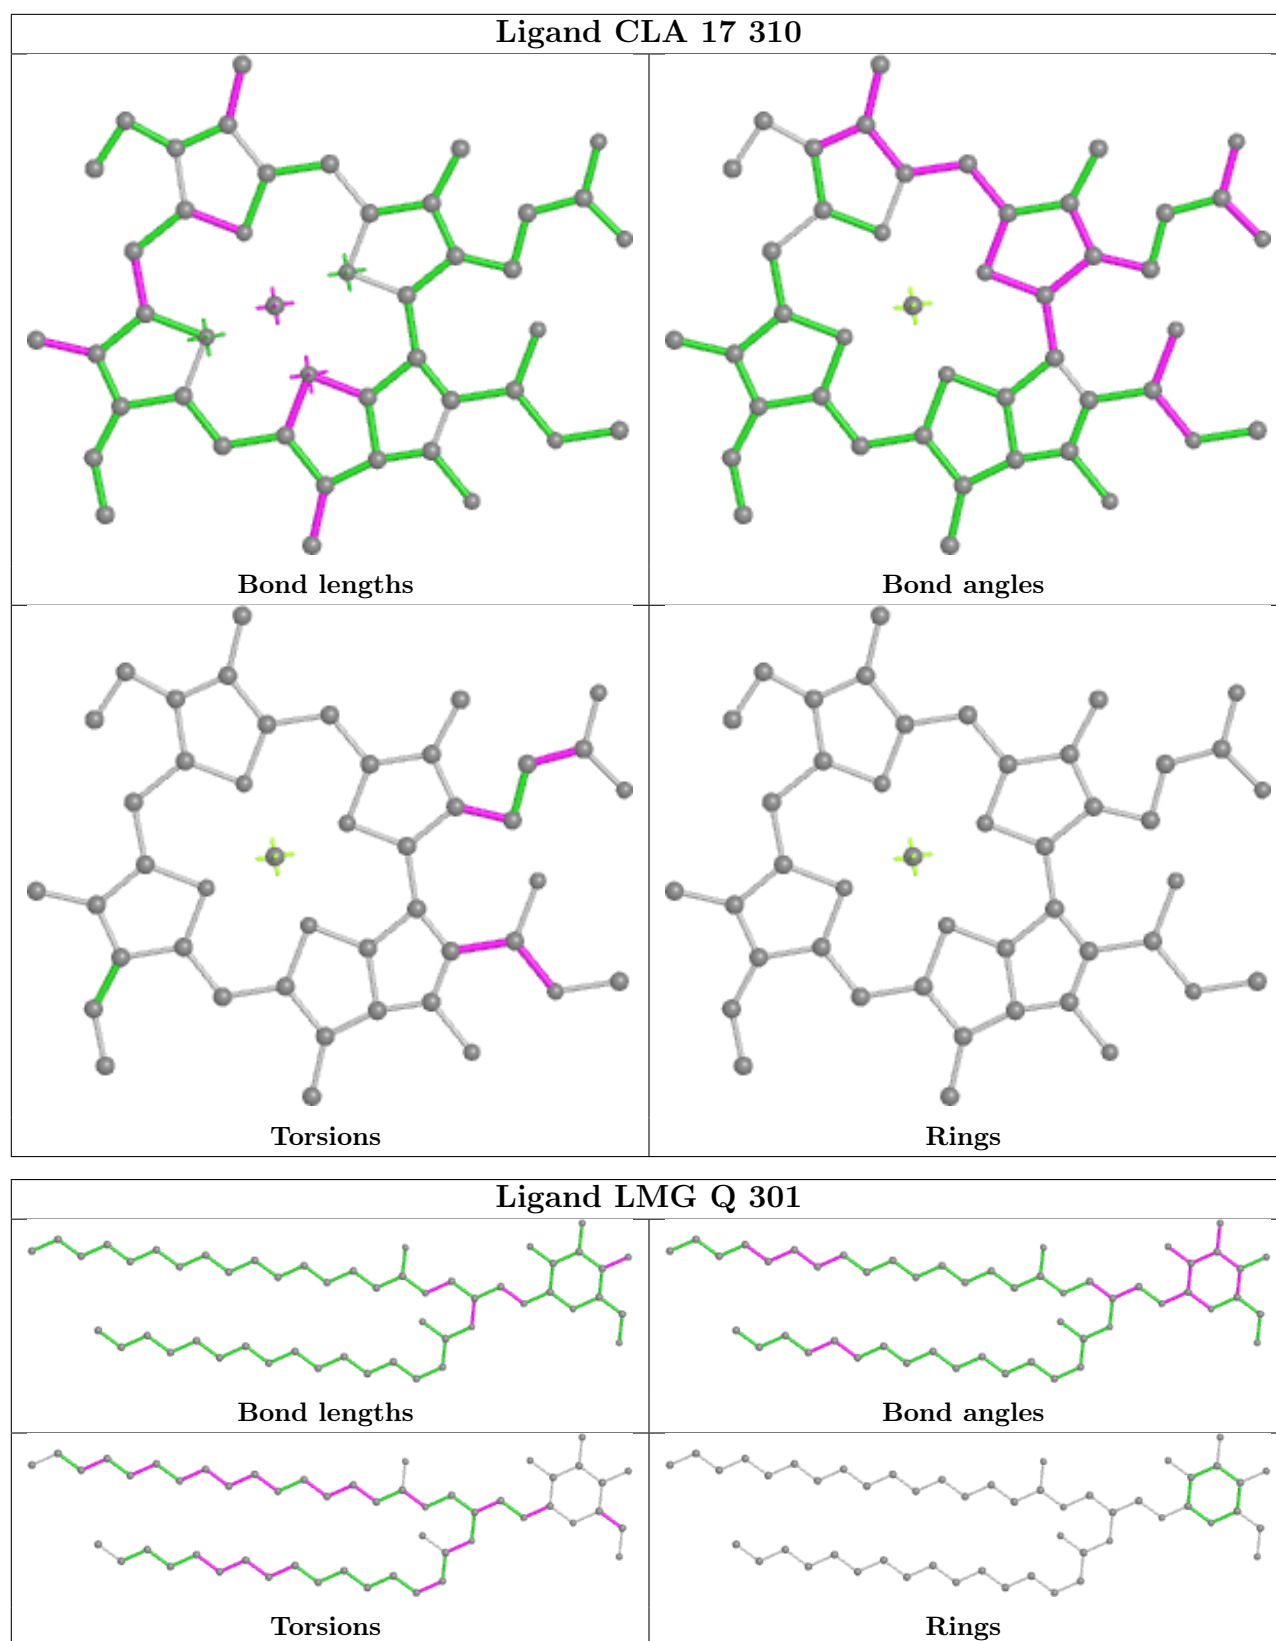 Ligand CLA 17 310
Bond lengths
Bond angles
Torsions
Rings
Ligand LMG Q 301
Bond lengths
Bond angles
Torsions
Rings